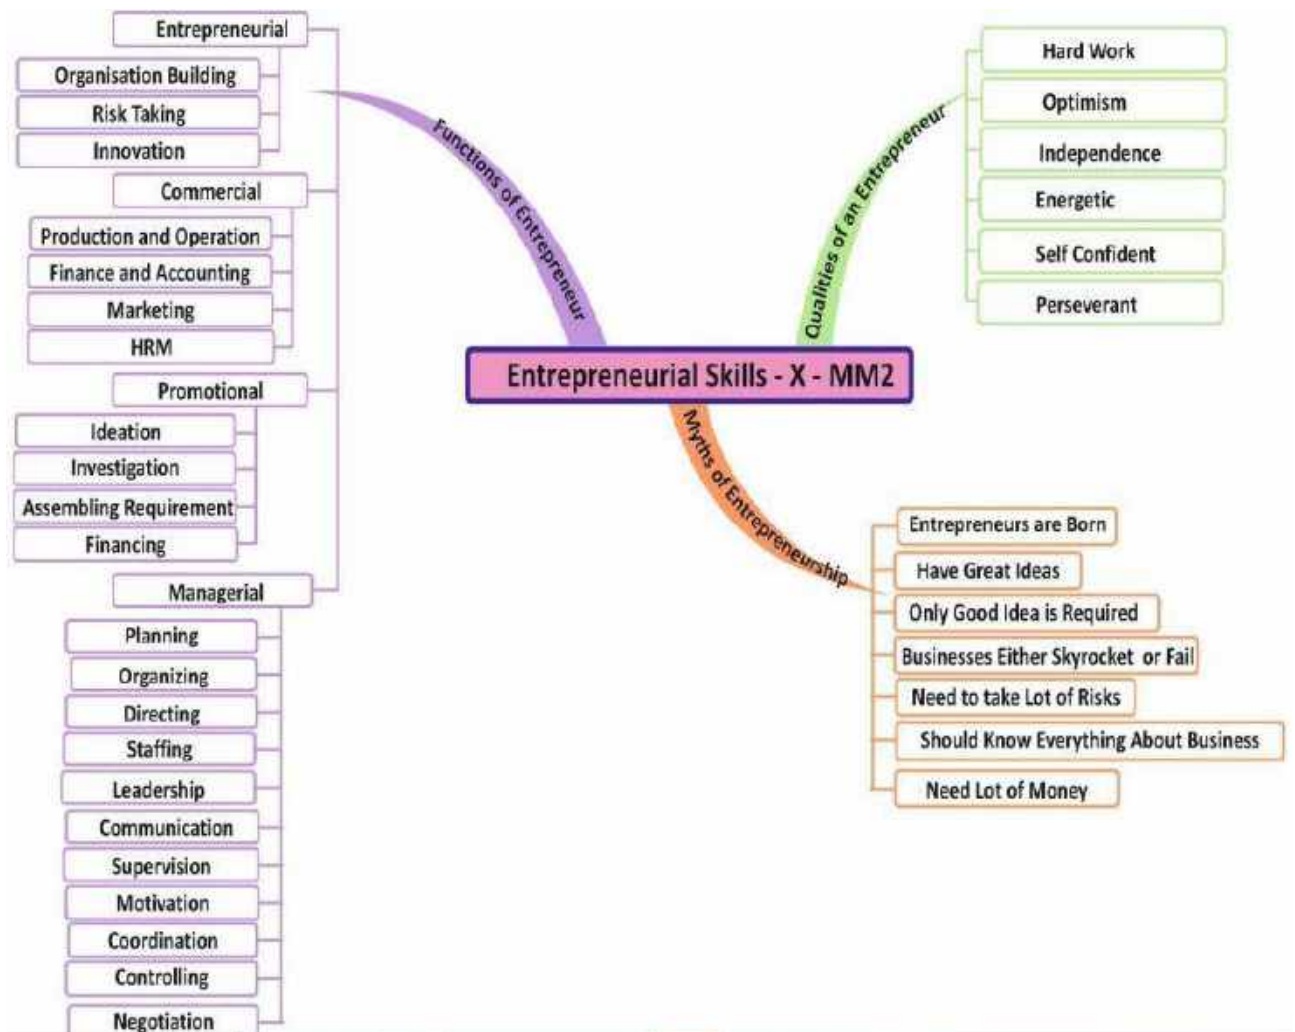 Entrepreneurial
Organisation Building
Risk Taking
Innovation
Commercial
Production and Operation
Finance and Accounting
Marketing
HRM
Promotional
Ideation
Investigation
Assembling Requirement
Financing
Managerial
Planning
Organizing
Directing
Staffing
Leadership
Communication
Supervision
Motivation
Coordination
Controlling
Negotiation
Functions of Entrepreneur
Entrepreneurial Skills - X - MM2
Qualities of an Entrepreneur
Hard Work
Optimism
Independence
Energetic
Self Confident
Perseverant
Myths of Entrepreneurship
Entrepreneurs are Born
Have Great Ideas
Only Good Idea is Required
Businesses Either Skyrocket or Fail
Need to take Lot of Risks
Should Know Everything About Business
Need Lot of Money